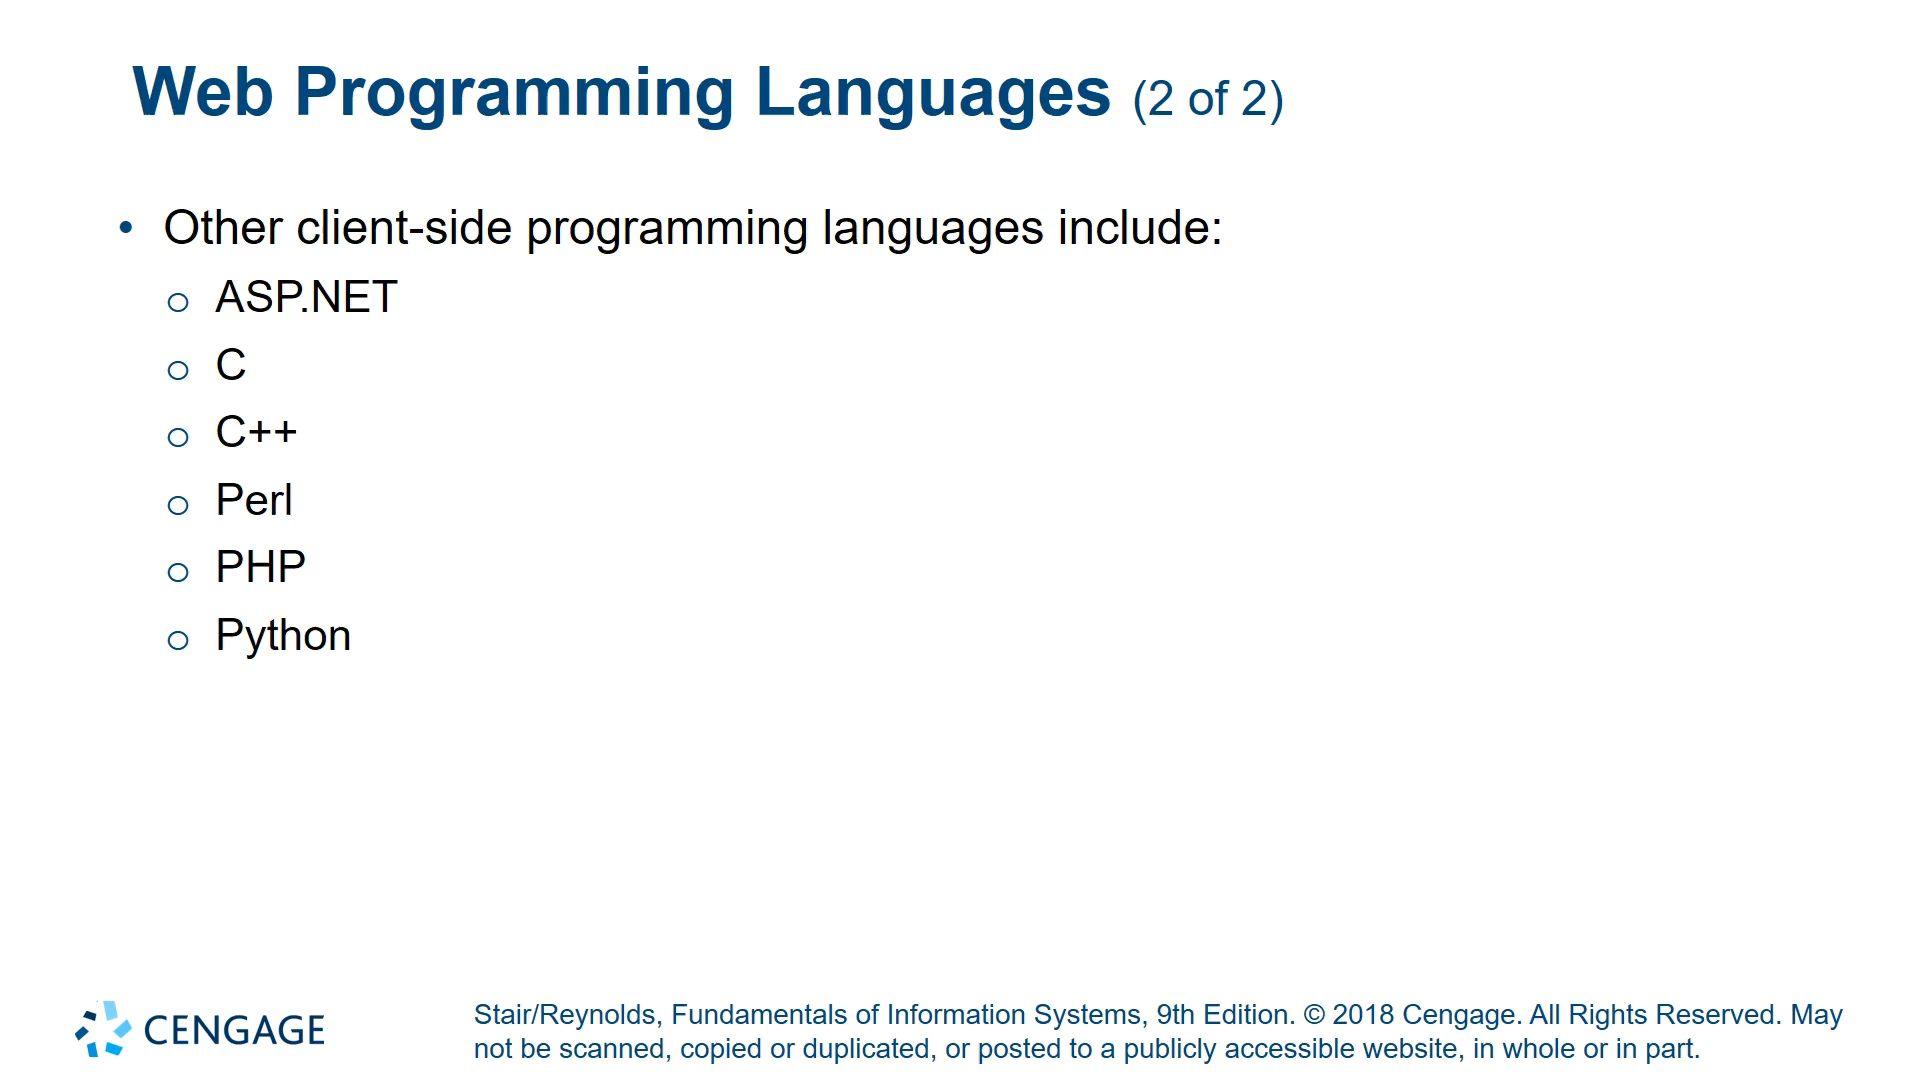 Web Programming Languages (2 of 2)
• Other client-side programming languages include:
o ASP.NET
o C
o C++
o Perl
o PHP
o Python
CENGAGE
Stair/Reynolds, Fundamentals of Information Systems, 9th Edition. © 2018 Cengage. All Rights Reserved. May
not be scanned, copied or duplicated, or posted to a publicly accessible website, in whole or in part.